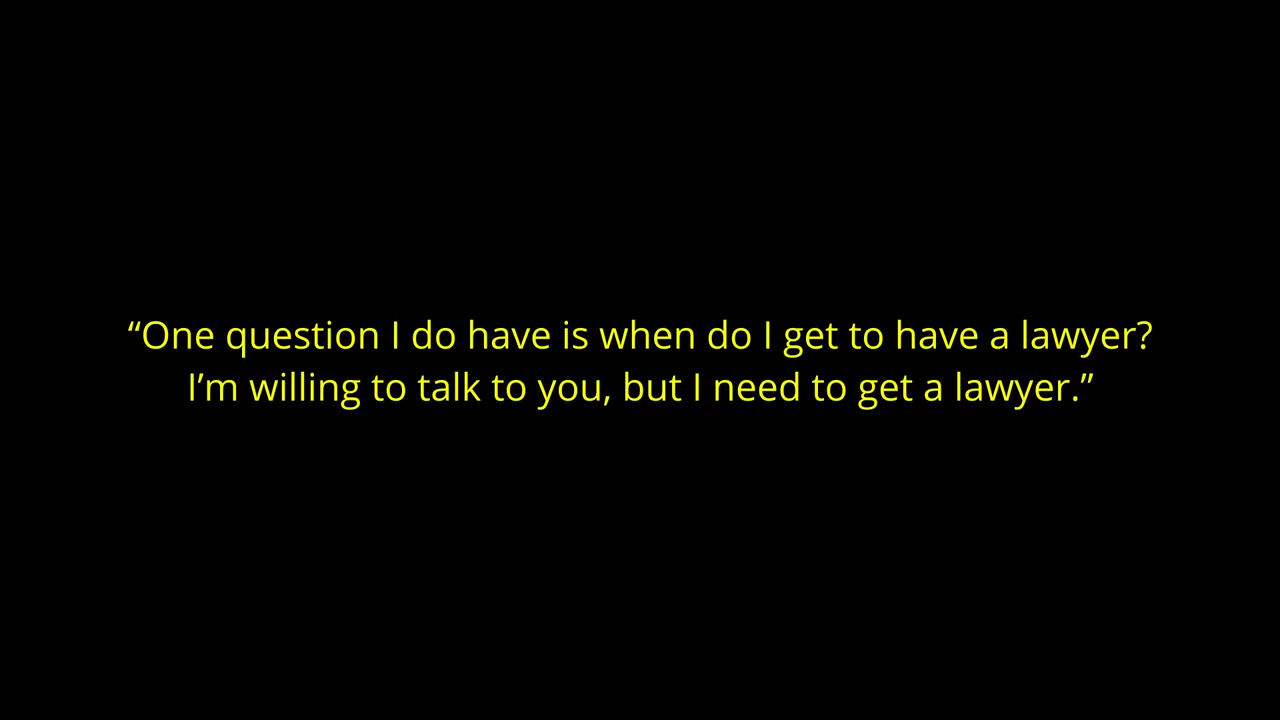 “One question I do have is when do I get to have a lawyer?
I’m willing to talk to you, but I need to get a lawyer.”